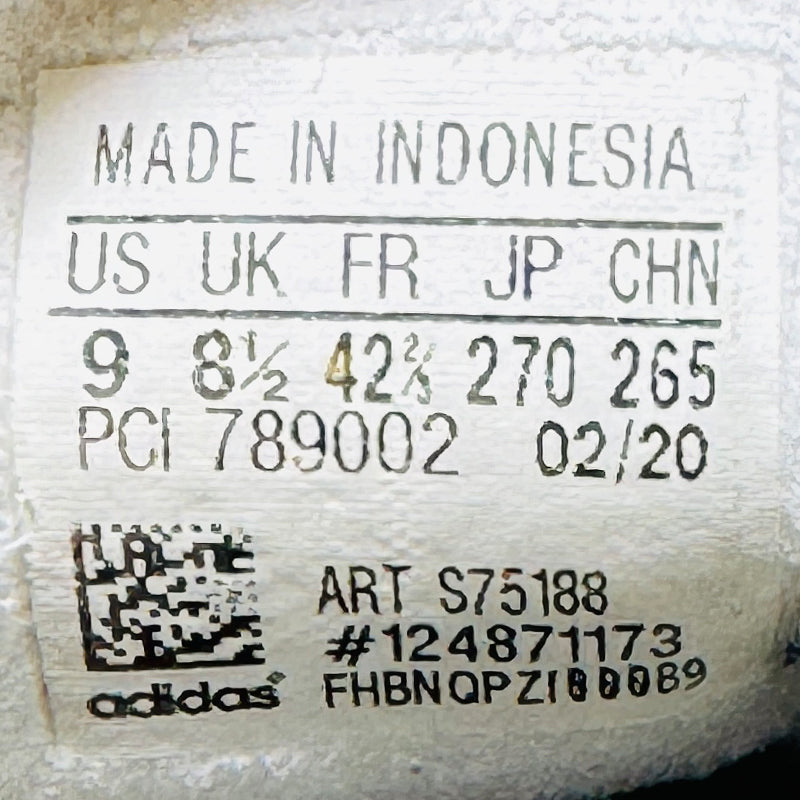 MADE IN INDONESIA
US UK FR JP CHN
9 8½ 42⅔ 270 265
PCI 789002 02/20
ART S75188
#124871173
adidas